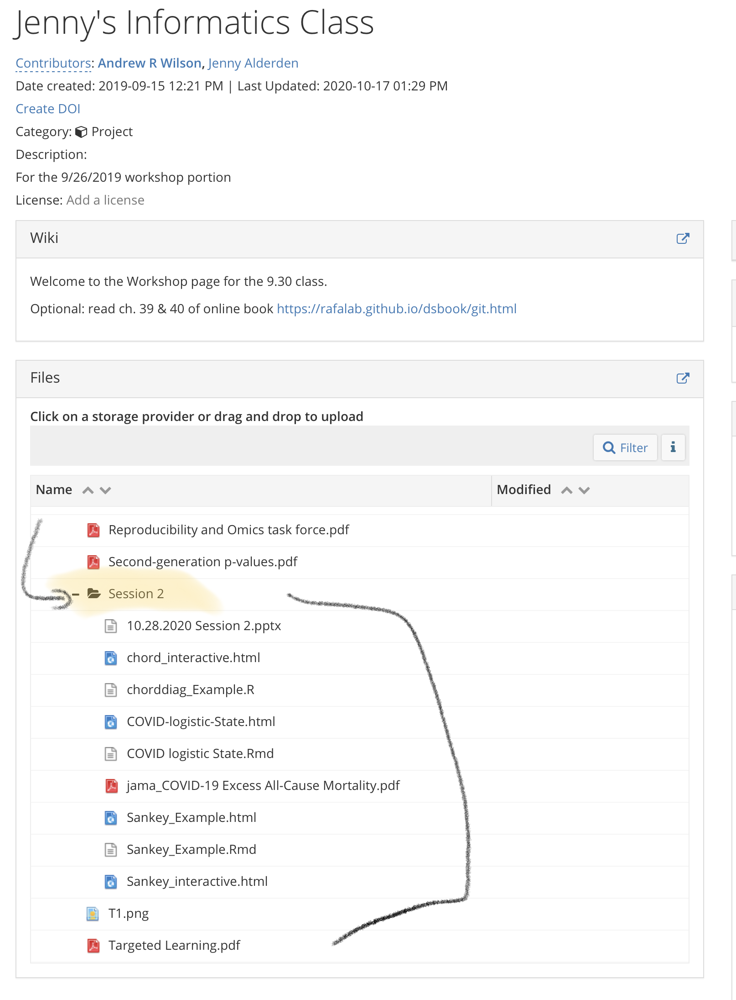 Jenny's Informatics Class
Contributors: Andrew R Wilson, Jenny Alderden
Date created: 2019-09-15 12:21 PM | Last Updated: 2020-10-17 01:29 PM
Create DOI
Category: Project
Description:
For the 9/26/2019 workshop portion
License: Add a license
Wiki
Welcome to the Workshop page for the 9.30 class.
Optional: read ch. 39 & 40 of online book https://rafalab.github.io/dsbook/git.html
Files
Click on a storage provider or drag and drop to upload
Filter i
Name Modified
Reproducibility and Omics task force.pdf
Second-generation p-values.pdf
Session 2
10.28.2020 Session 2.pptx
chord_interactive.html
chorddiag_Example.R
COVID-logistic-State.html
COVID logistic State.Rmd
jama_COVID-19 Excess All-Cause Mortality.pdf
Sankey_Example.html
Sankey_Example.Rmd
Sankey_interactive.html
T1.png
Targeted Learning.pdf